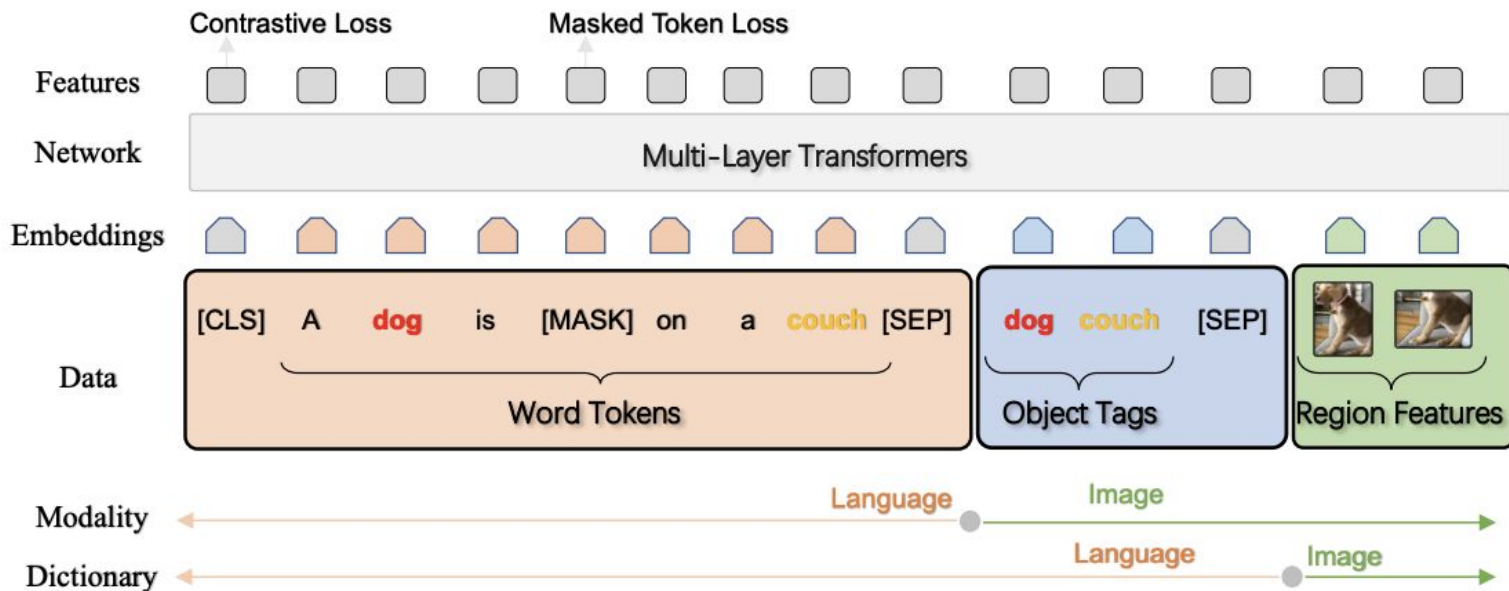 Contrastive Loss Masked Token Loss
Features
Network Multi-Layer Transformers
Embeddings
[CLS] A dog is [MASK] on a couch [SEP] dog couch [SEP]
Data
Word Tokens Object Tags Region Features
Language Image
Modality
Language Image
Dictionary